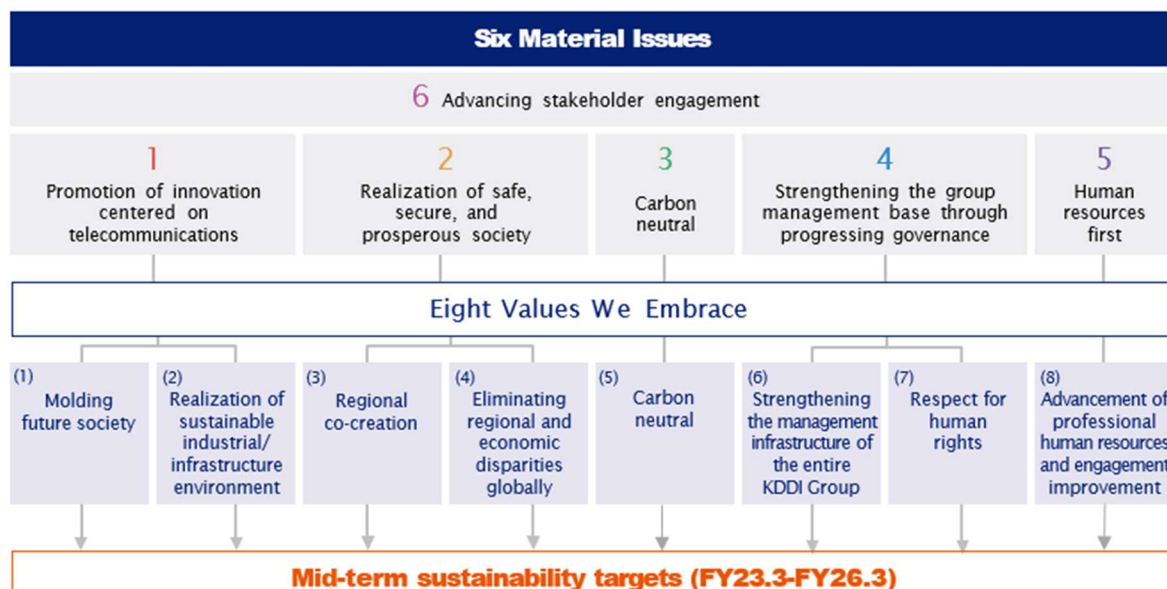 Six Material Issues
6 Advancing stakeholder engagement
1
Promotion of innovation
centered on
telecommunications
2
Realization of safe,
secure, and
prosperous society
3
Carbon
neutral
4
Strengthening the group
management base through
progressing governance
5
Human
resources
first
Eight Values We Embrace
(1)
Molding
future society
(2)
Realization of
sustainable
industrial/
infrastructure
environment
(3)
Regional
co-creation
(4)
Eliminating
regional and
economic
disparities
globally
(5)
Carbon
neutral
(6)
Strengthening
the management
infrastructure of
the entire
KDDI Group
(7)
Respect for
human
rights
(8)
Advancement of
professional
human resources
and engagement
improvement
Mid-term sustainability targets (FY23.3-FY26.3)